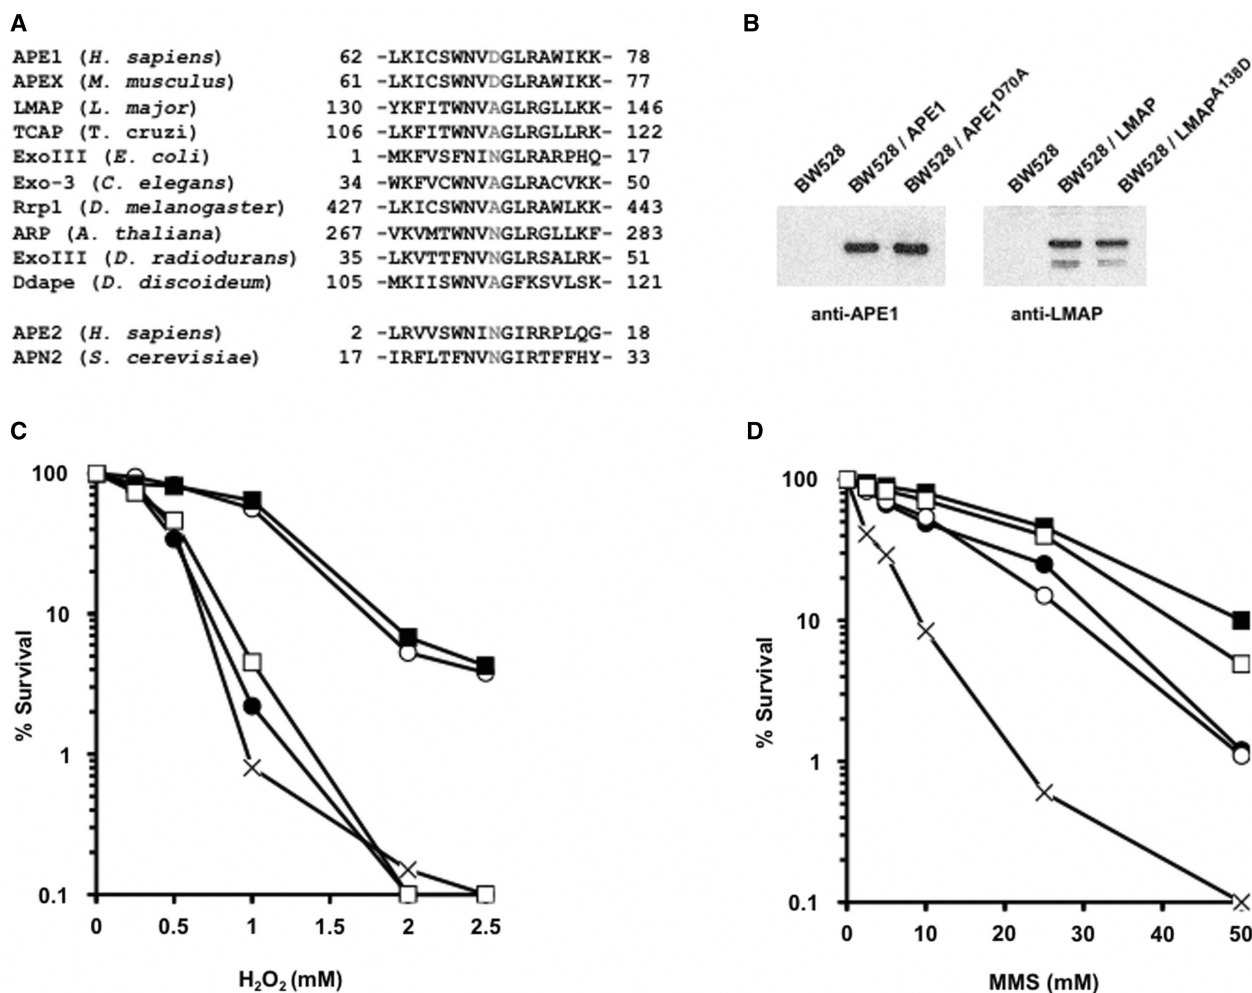 A
APE1 (H. sapiens) 62 -LKICSWNVDGLRAWIKK- 78
APEX (M. musculus) 61 -LKICSWNVDGLRAWIKK- 77
LMAP (L. major) 130 -YKFITWNVAGLRGLLKK- 146
TCAP (T. cruzi) 106 -LKFITWNVAGLRGLLRK- 122
ExoIII (E. coli) 1 -MKFVSFNINGLRARPHQ- 17
Exo-3 (C. elegans) 34 -WKFVCWNVAGLRACVKK- 50
Rrp1 (D. melanogaster) 427 -LKICSWNVAGLRAWLKK- 443
ARP (A. thaliana) 267 -VKVMTWNVNGLRGLLKF- 283
ExoIII (D. radiodurans) 35 -LKVTTFNVNGLRSALRK- 51
Ddape (D. discoideum) 105 -MKIISWNVAGFKSVLSK- 121
APE2 (H. sapiens) 2 -LRVVSWNINGIRRPLQG- 18
APN2 (S. cerevisiae) 17 -IRFLTFNVNGIRTFFHY- 33
B
BW528
BW528 / APE1
BW528 / APE1D70A
BW528
BW528 / LMAP
BW528 / LMAPA138D
anti-APE1
anti-LMAP
C
100
10
1
0.1
% Survival
0 0.5 1 1.5 2 2.5
H2O2 (mM)
D
100
10
1
0.1
% Survival
0 10 20 30 40 50
MMS (mM)